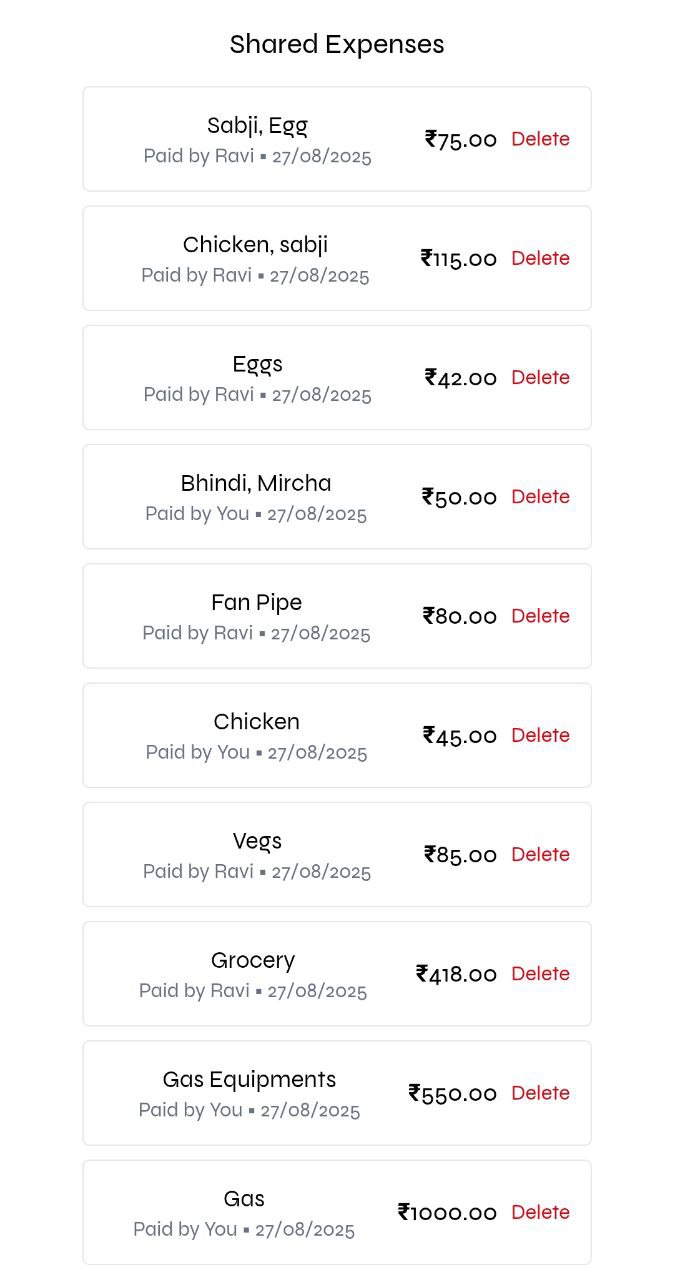 Shared Expenses
Sabji, Egg
Paid by Ravi • 27/08/2025
₹75.00 Delete
Chicken, sabji
Paid by Ravi • 27/08/2025
₹115.00 Delete
Eggs
Paid by Ravi • 27/08/2025
₹42.00 Delete
Bhindi, Mircha
Paid by You • 27/08/2025
₹50.00 Delete
Fan Pipe
Paid by Ravi • 27/08/2025
₹80.00 Delete
Chicken
Paid by You • 27/08/2025
₹45.00 Delete
Vegs
Paid by Ravi • 27/08/2025
₹85.00 Delete
Grocery
Paid by Ravi • 27/08/2025
₹418.00 Delete
Gas Equipments
Paid by You • 27/08/2025
₹550.00 Delete
Gas
Paid by You • 27/08/2025
₹1000.00 Delete